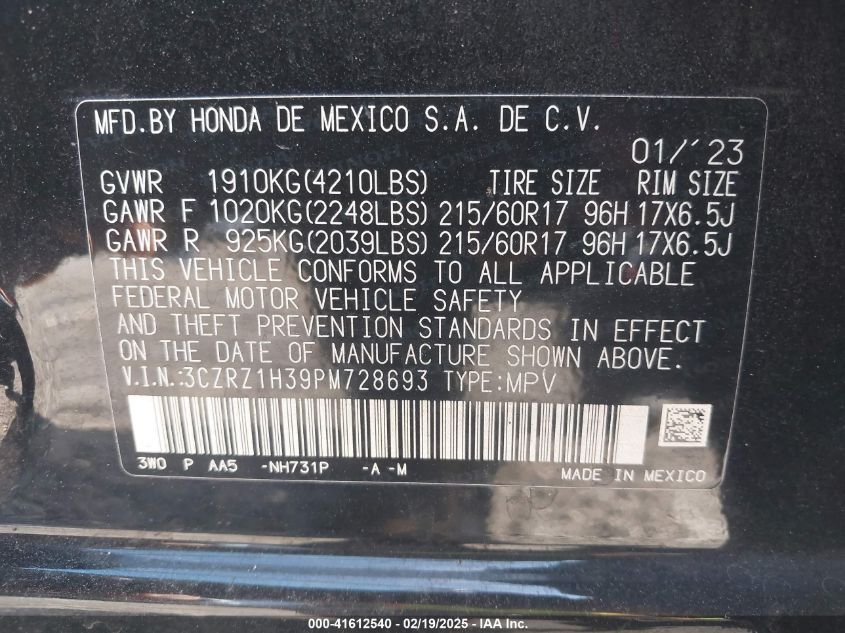 MFD.BY HONDA DE MEXICO S.A. DE C.V.
01/'23
GVWR 1910KG(4210LBS) TIRE SIZE RIM SIZE
GAWR F 1020KG(2248LBS) 215/60R17 96H 17X6.5J
GAWR R 925KG(2039LBS) 215/60R17 96H 17X6.5J
THIS VEHICLE CONFORMS TO ALL APPLICABLE
FEDERAL MOTOR VEHICLE SAFETY
AND THEFT PREVENTION STANDARDS IN EFFECT
ON THE DATE OF MANUFACTURE SHOWN ABOVE.
V.I.N.:3CZRZ1H39PM728693 TYPE:MPV
3W0 P AA5 -NH731P -A -M
MADE IN MEXICO
000-41612540 - 02/19/2025 - IAA Inc.